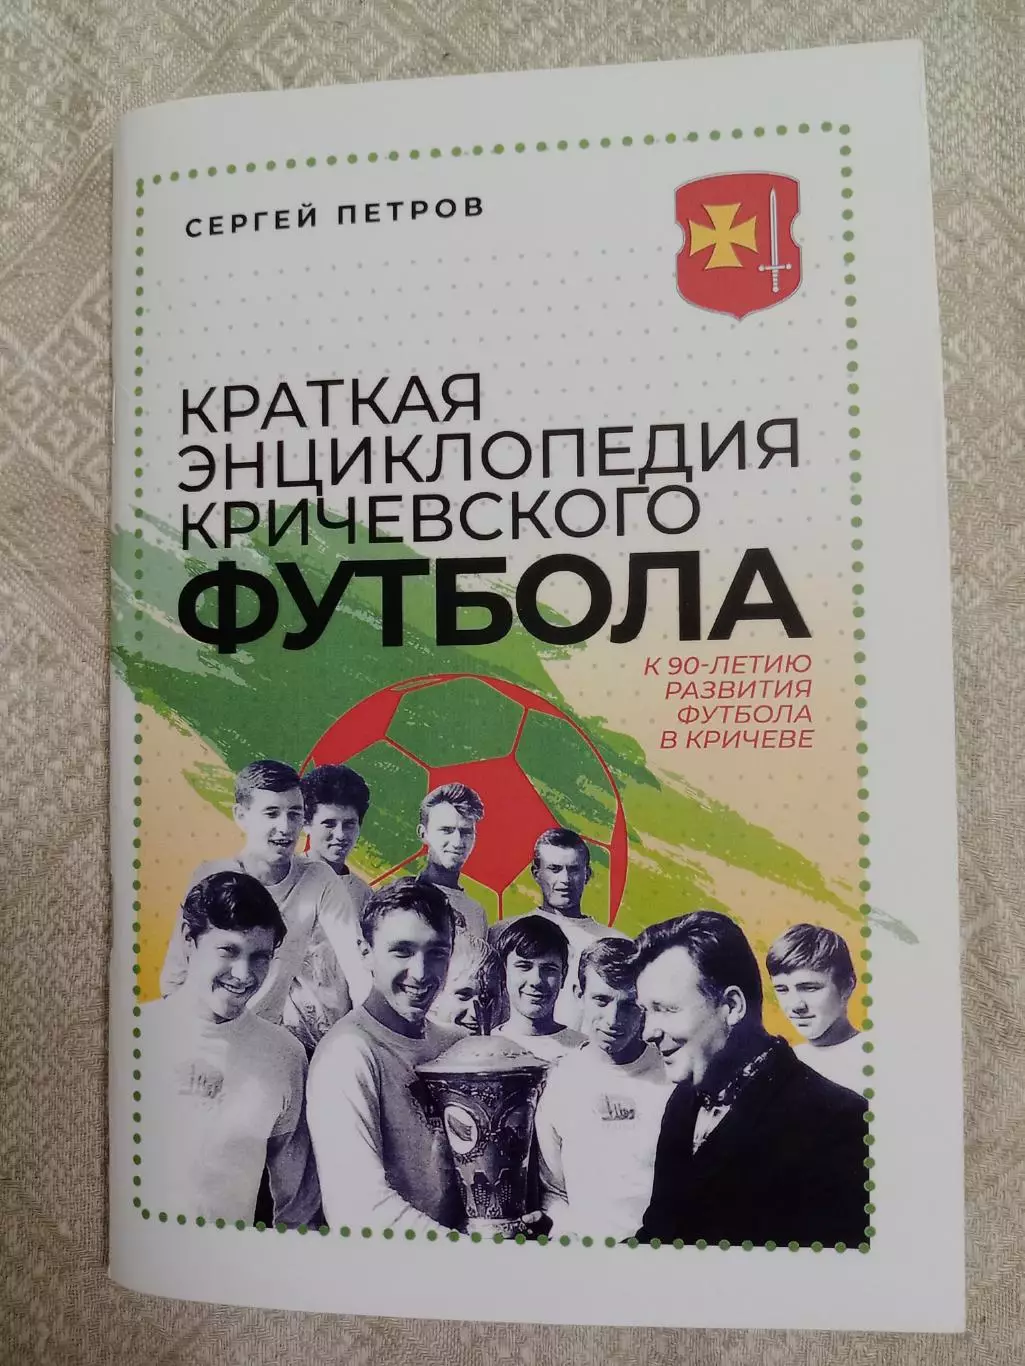 СЕРГЕЙ ПЕТРОВ
КРАТКАЯ
ЭНЦИКЛОПЕДИЯ
КРИЧЕВСКОГО
ФУТБОЛА
К 90-ЛЕТИЮ
РАЗВИТИЯ
ФУТБОЛА
В КРИЧЕВЕ